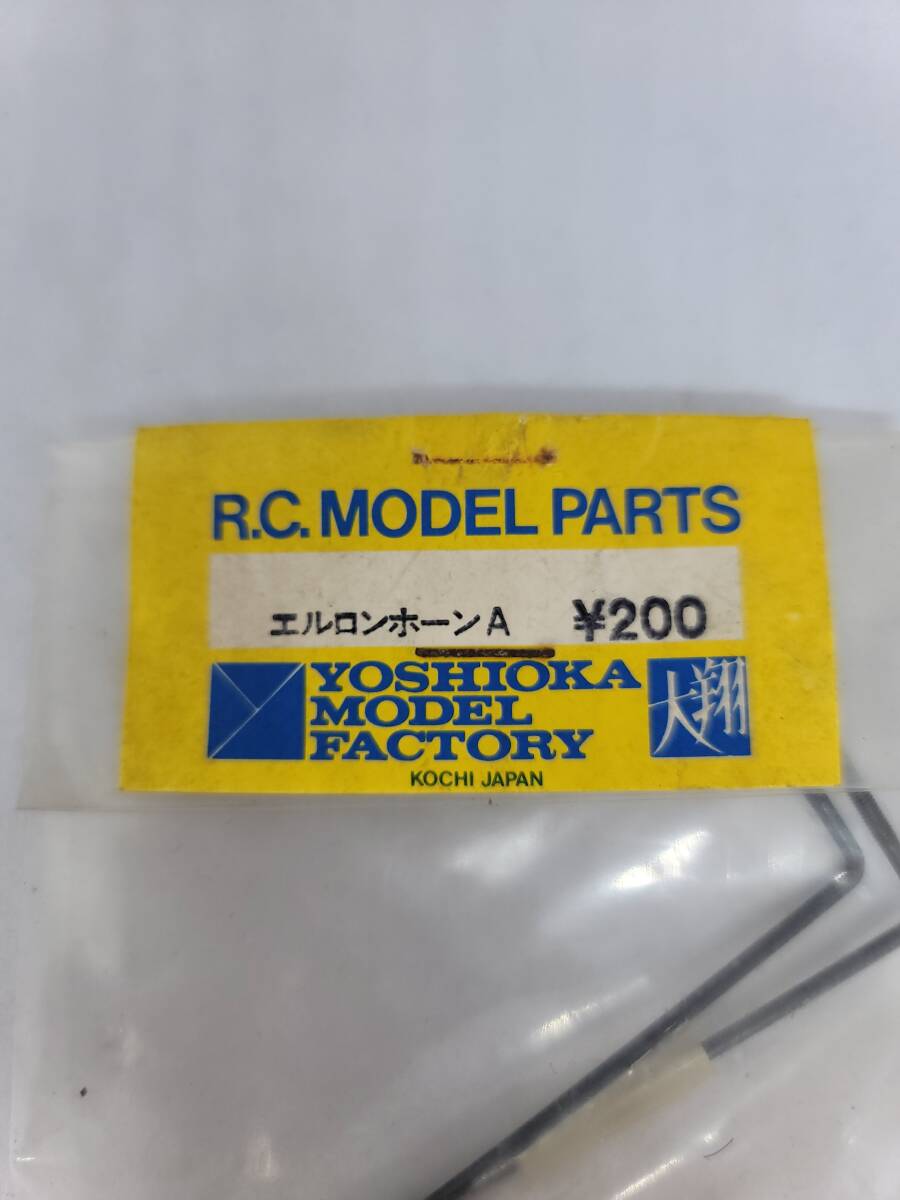 R.C. MODEL PARTS
エルロンホーンA ¥200
YOSHIOKA
MODEL
FACTORY
大翔
KOCHI JAPAN